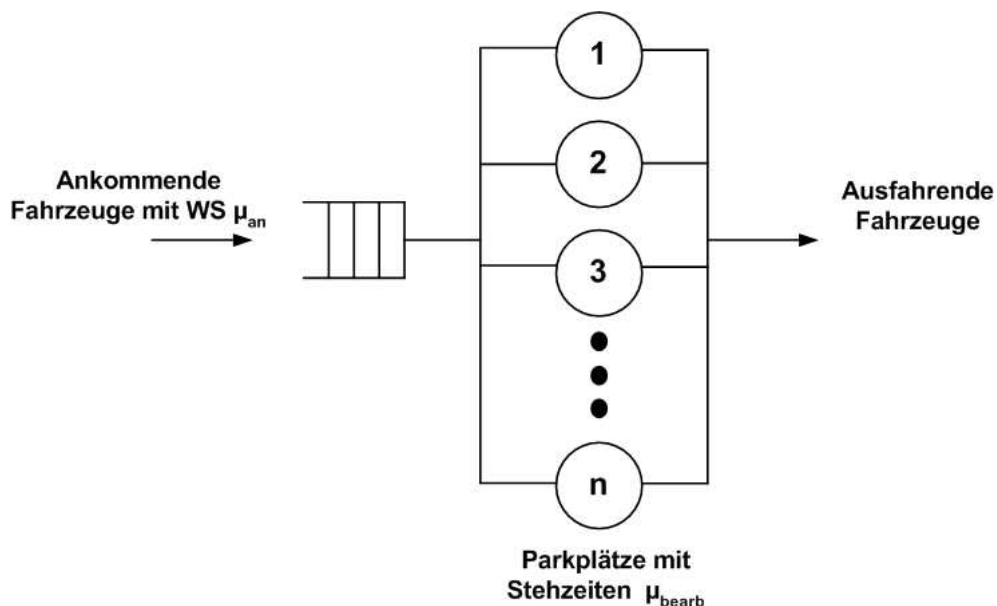 Ankommende
Fahrzeuge mit WS μan
1
2
3
n
Ausfahrende
Fahrzeuge
Parkplätze mit
Stehzeiten μbearb